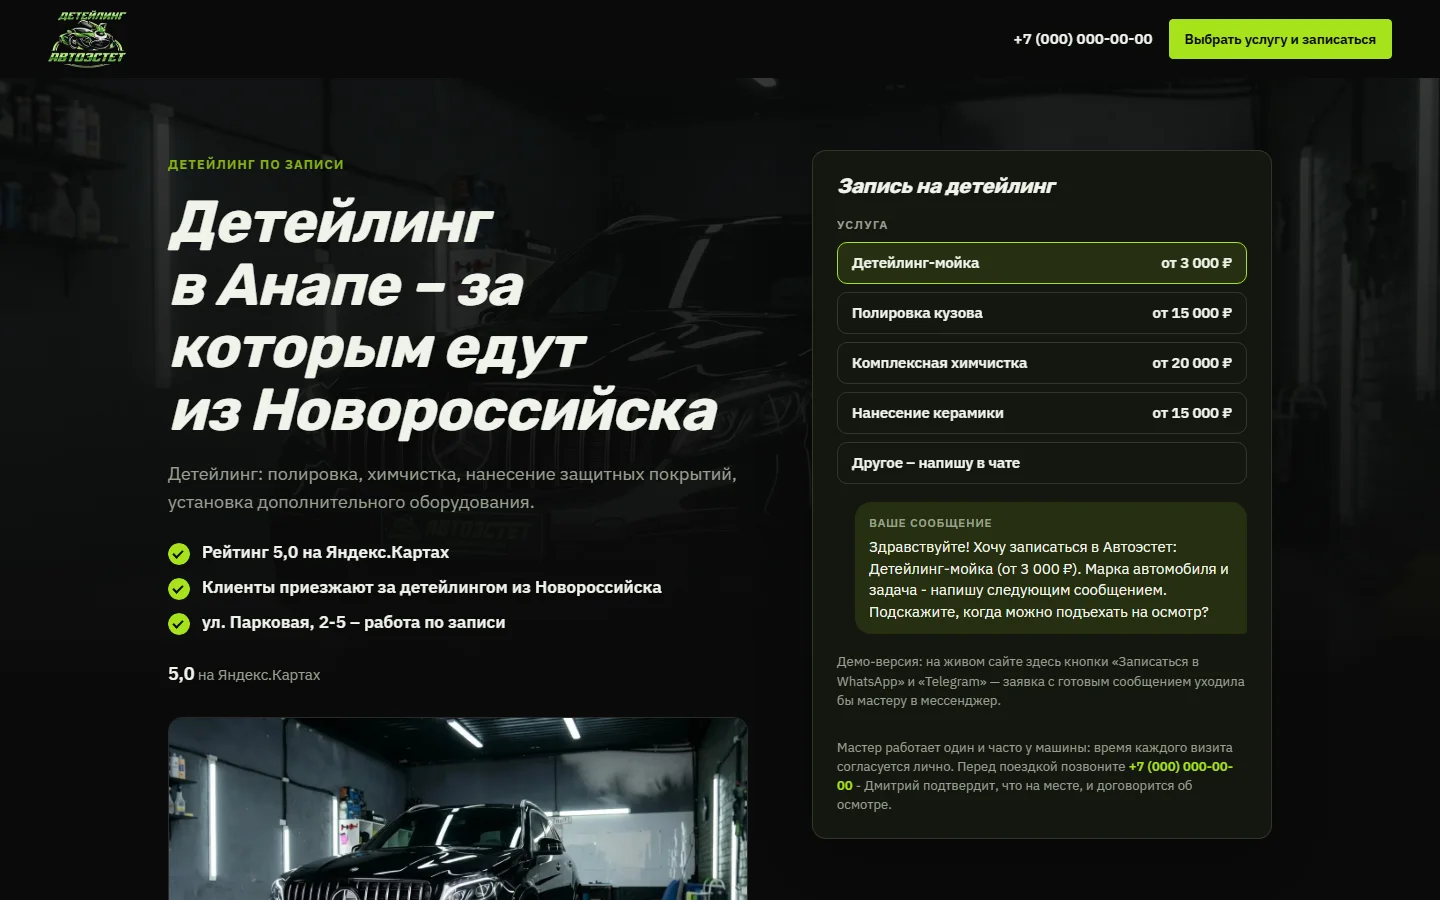 ДЕТЕЙЛИНГ
АВТОЭСТЕТ
+7 (000) 000-00-00
Выбрать услугу и записаться
ДЕТЕЙЛИНГ ПО ЗАПИСИ
Детейлинг
в Анапе – за
которым едут
из Новороссийска
Детейлинг: полировка, химчистка, нанесение защитных покрытий,
установка дополнительного оборудования.
АВТОЭСТЕТ
Рейтинг 5,0 на Яндекс.Картах
Клиенты приезжают за детейлингом из Новороссийска
ул. Парковая, 2-5 – работа по записи
5,0 на Яндекс.Картах
Запись на детейлинг
УСЛУГА
Детейлинг-мойка от 3 000 ₽
Полировка кузова от 15 000 ₽
Комплексная химчистка от 20 000 ₽
Нанесение керамики от 15 000 ₽
Другое – напишу в чате
ВАШЕ СООБЩЕНИЕ
Здравствуйте! Хочу записаться в Автоэстет:
Детейлинг-мойка (от 3 000 ₽). Марка автомобиля и
задача - напишу следующим сообщением.
Подскажите, когда можно подъехать на осмотр?
Демо-версия: на живом сайте здесь кнопки «Записаться в
WhatsApp» и «Telegram» — заявка с готовым сообщением уходила
бы мастеру в мессенджер.
Мастер работает один и часто у машины: время каждого визита
согласуется лично. Перед поездкой позвоните +7 (000) 000-00-
00 - Дмитрий подтвердит, что на месте, и договорится об
осмотре.